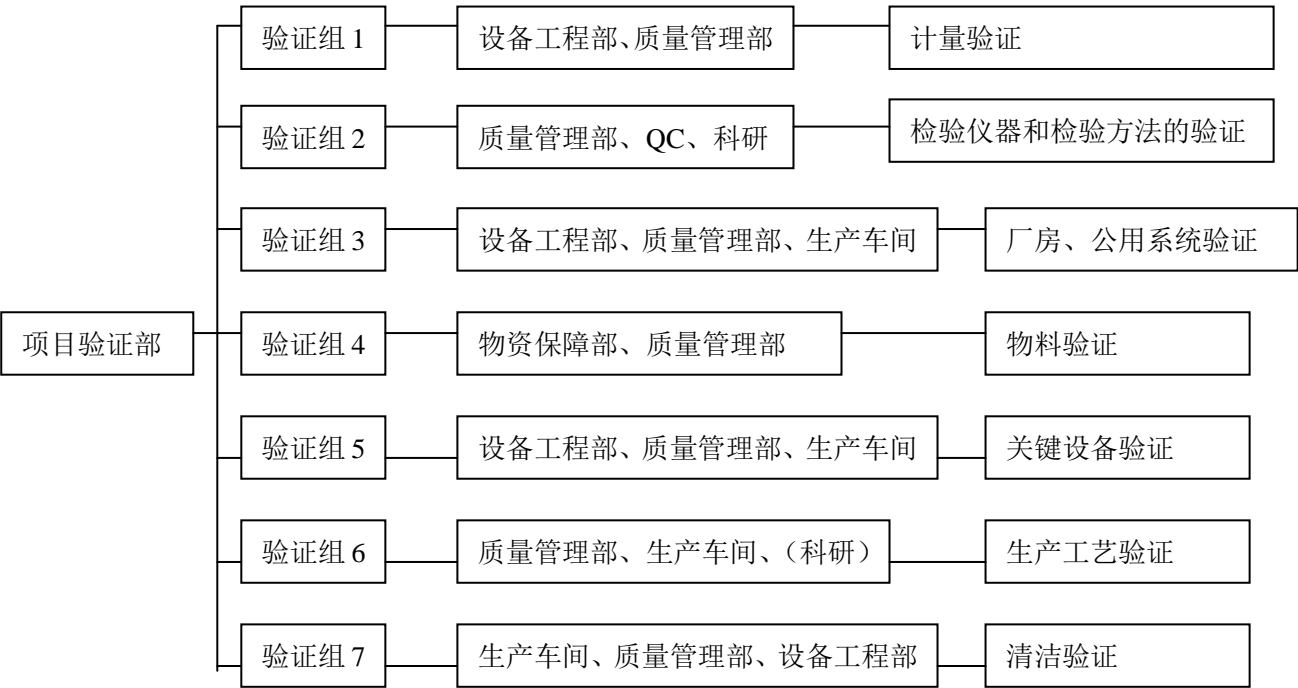 验证组 1
设备工程部、质量管理部
计量验证
验证组 2
质量管理部、QC、科研
检验仪器和检验方法的验证
验证组 3
设备工程部、质量管理部、生产车间
厂房、公用系统验证
项目验证部
验证组 4
物资保障部、质量管理部
物料验证
验证组 5
设备工程部、质量管理部、生产车间
关键设备验证
验证组 6
质量管理部、生产车间、（科研）
生产工艺验证
验证组 7
生产车间、质量管理部、设备工程部
清洁验证